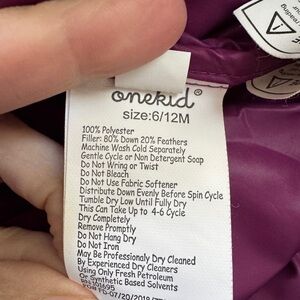 onekid®
size:6/12M
100% Polyester
Filler: 80% Down 20% Feathers
Machine Wash Cold Separately
Gentle Cycle or Non Detergent Soap
Do Not Wring or Twist
Do Not Bleach
Do Not Use Fabric Softener
Distribute Down Evenly Before Spin Cycle
Tumble Dry Low Until Fully Dry
This Can Take Up to 4-6 Cycle
Dry Completely
Remove Promptly
Do Not Hang Dry
Do Not Iron
May Be Professionaly Dry Cleaned
By Experienced Dry Cleaners
Using Only Fresh Petroleum
Or Synthetic Based Solvents